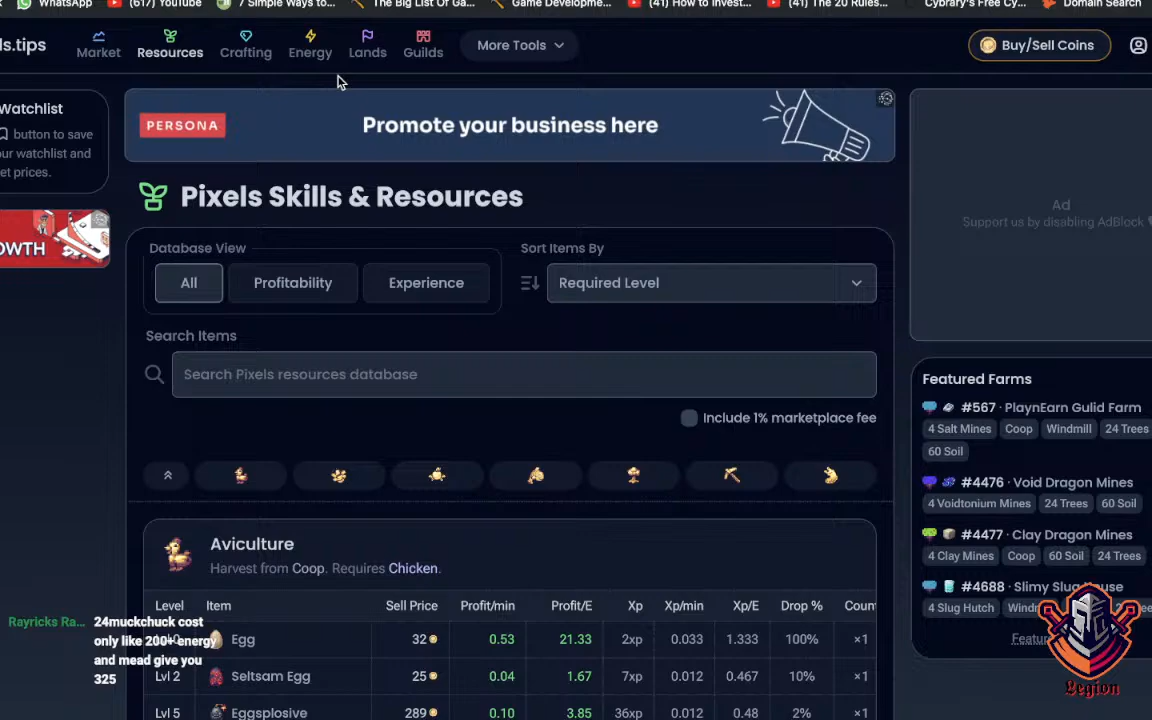 WhatsApp (617) YouTube 7 Simple Ways to... The Big List Of Ga... Game Developme... (41) How to Invest... (41) The 20 Rules... Cybrary's Free Cy... Domain Search
ls.tips Market Resources Crafting Energy Lands Guilds More Tools Buy/Sell Coins
Watchlist
button to save
our watchlist and
et prices.
OWTH
PERSONA Promote your business here
Pixels Skills & Resources
Database View
All Profitability Experience
Sort Items By
Required Level
Search Items
Search Pixels resources database
Include 1% marketplace fee
Aviculture
Harvest from Coop. Requires Chicken.
Level Item Sell Price Profit/min Profit/E Xp Xp/min Xp/E Drop % Coun
Egg 32 0.53 21.33 2xp 0.033 1.333 100% ×1
Lvl 2 Seltsam Egg 25 0.04 1.67 7xp 0.012 0.467 10% ×1
Lvl 5 Eggsplosive 289 0.10 3.85 36xp 0.012 0.48 2% ×1
Rayricks Ra... 24muckchuck cost
only like 200+ energy
and mead give you
325
Ad
Support us by disabling AdBlock
Featured Farms
#567 · PlaynEarn Gulid Farm
4 Salt Mines Coop Windmill 24 Trees
60 Soil
#4476 · Void Dragon Mines
4 Voidtonium Mines 24 Trees 60 Soil
#4477 · Clay Dragon Mines
4 Clay Mines Coop 60 Soil 24 Trees
#4688 · Slimy Slug
4 Slug Hutch
Legion